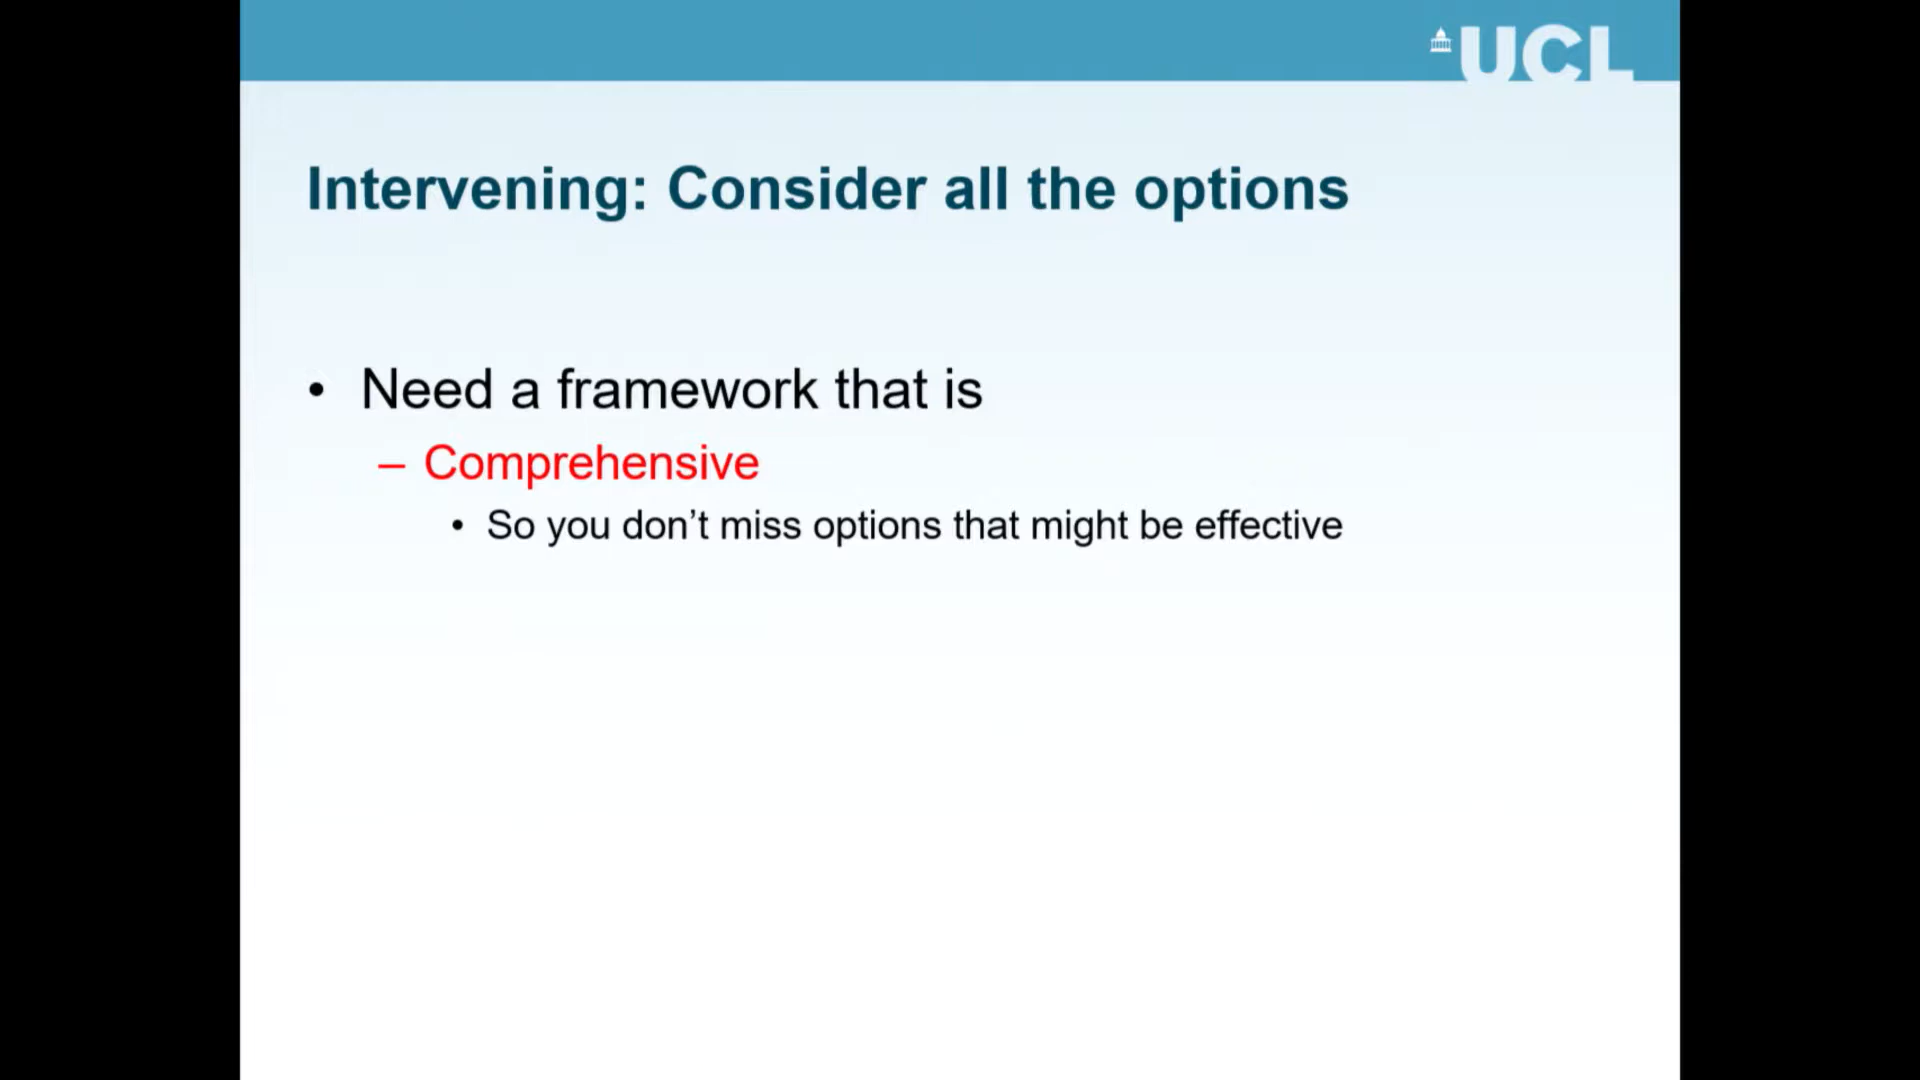 UCL
Intervening: Consider all the options
• Need a framework that is
– Comprehensive
• So you don’t miss options that might be effective